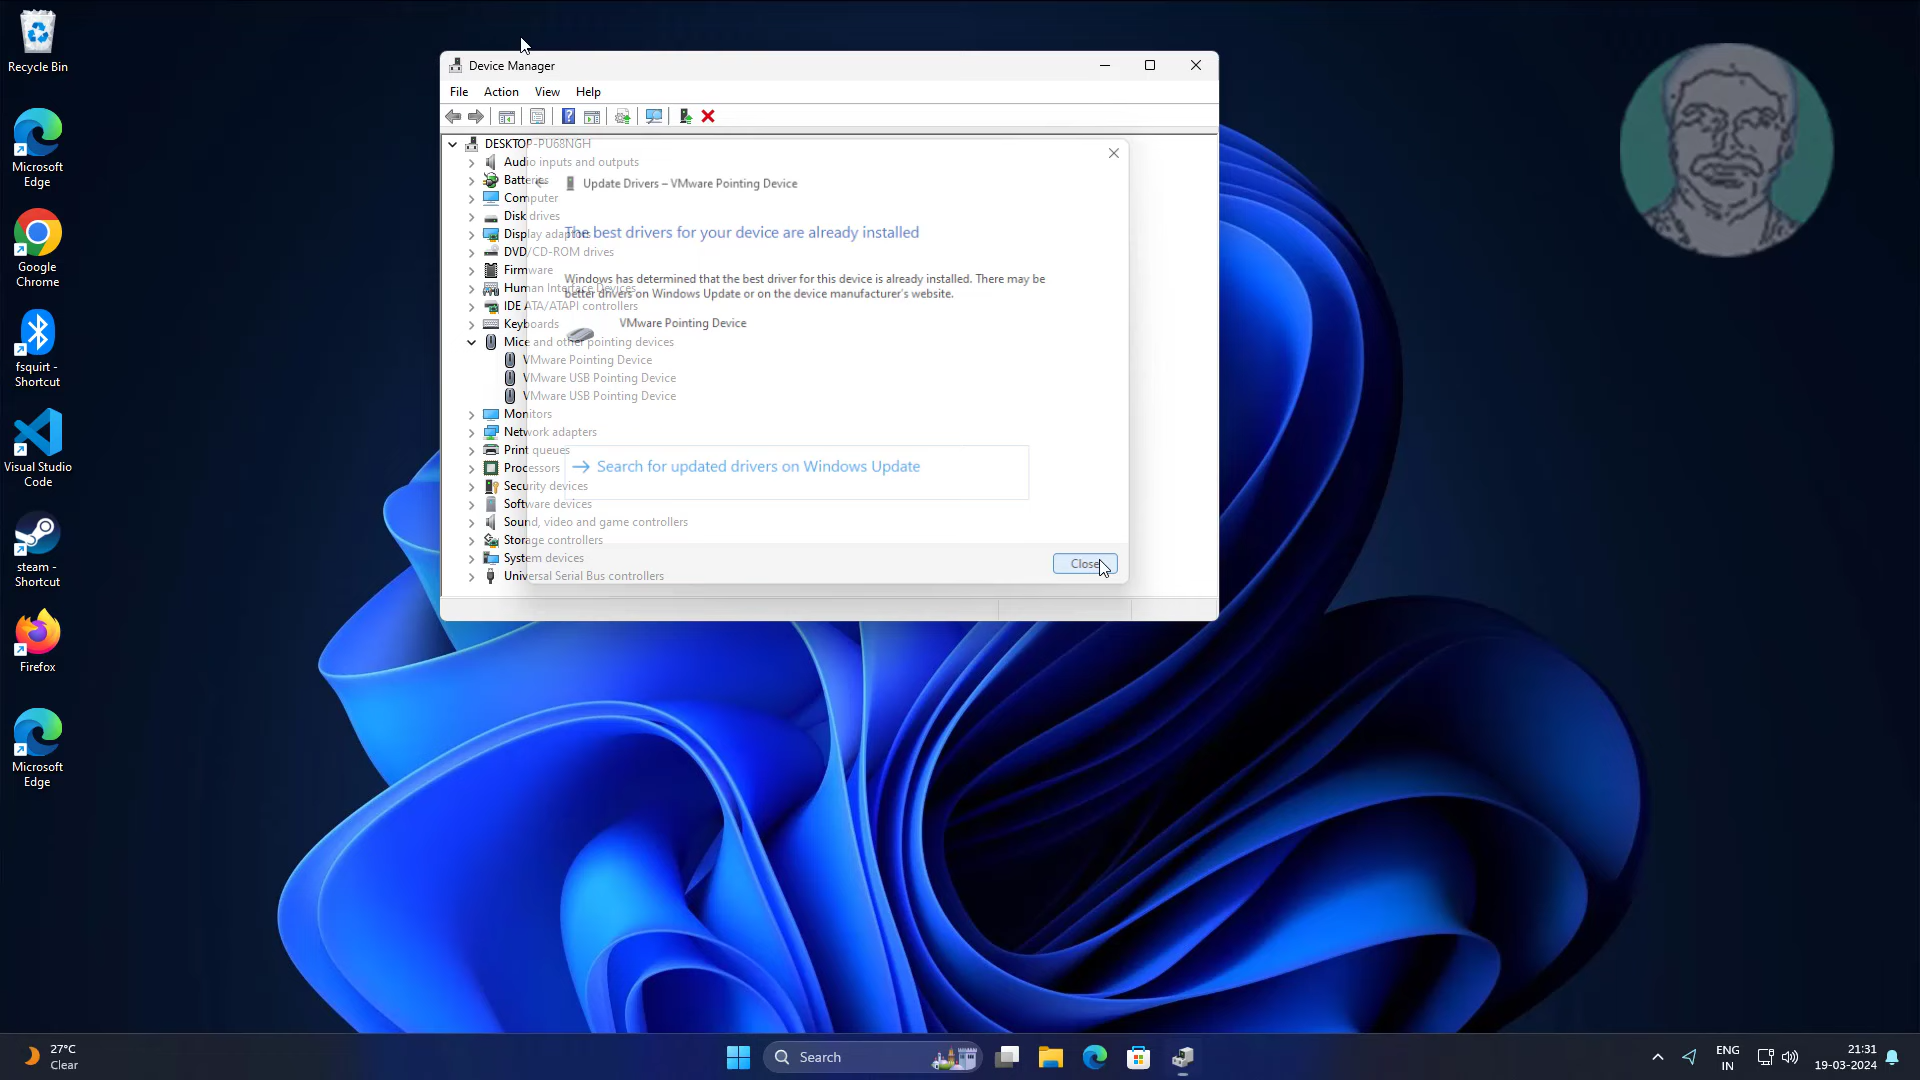 Recycle Bin
Microsoft
Edge
Google
Chrome
fsquirt -
Shortcut
Visual Studio
Code
steam -
Shortcut
Firefox
Microsoft
Edge
Device Manager
File Action View Help
DESKTOP-PU68NGH
Audio inputs and outputs
Batteries
Computer
Disk drives
Display adaptors
DVD/CD-ROM drives
Firmware
Human Interface Devices
IDE ATA/ATAPI controllers
Keyboards
Mice and other pointing devices
VMware Pointing Device
VMware USB Pointing Device
VMware USB Pointing Device
Monitors
Network adapters
Print queues
Processors
Security devices
Software devices
Sound, video and game controllers
Storage controllers
System devices
Universal Serial Bus controllers
Update Drivers – VMware Pointing Device
The best drivers for your device are already installed
Windows has determined that the best driver for this device is already installed. There may be
better drivers on Windows Update or on the device manufacturer's website.
VMware Pointing Device
Search for updated drivers on Windows Update
Close
27°C
Clear
Search
ENG
IN
21:31
19-03-2024